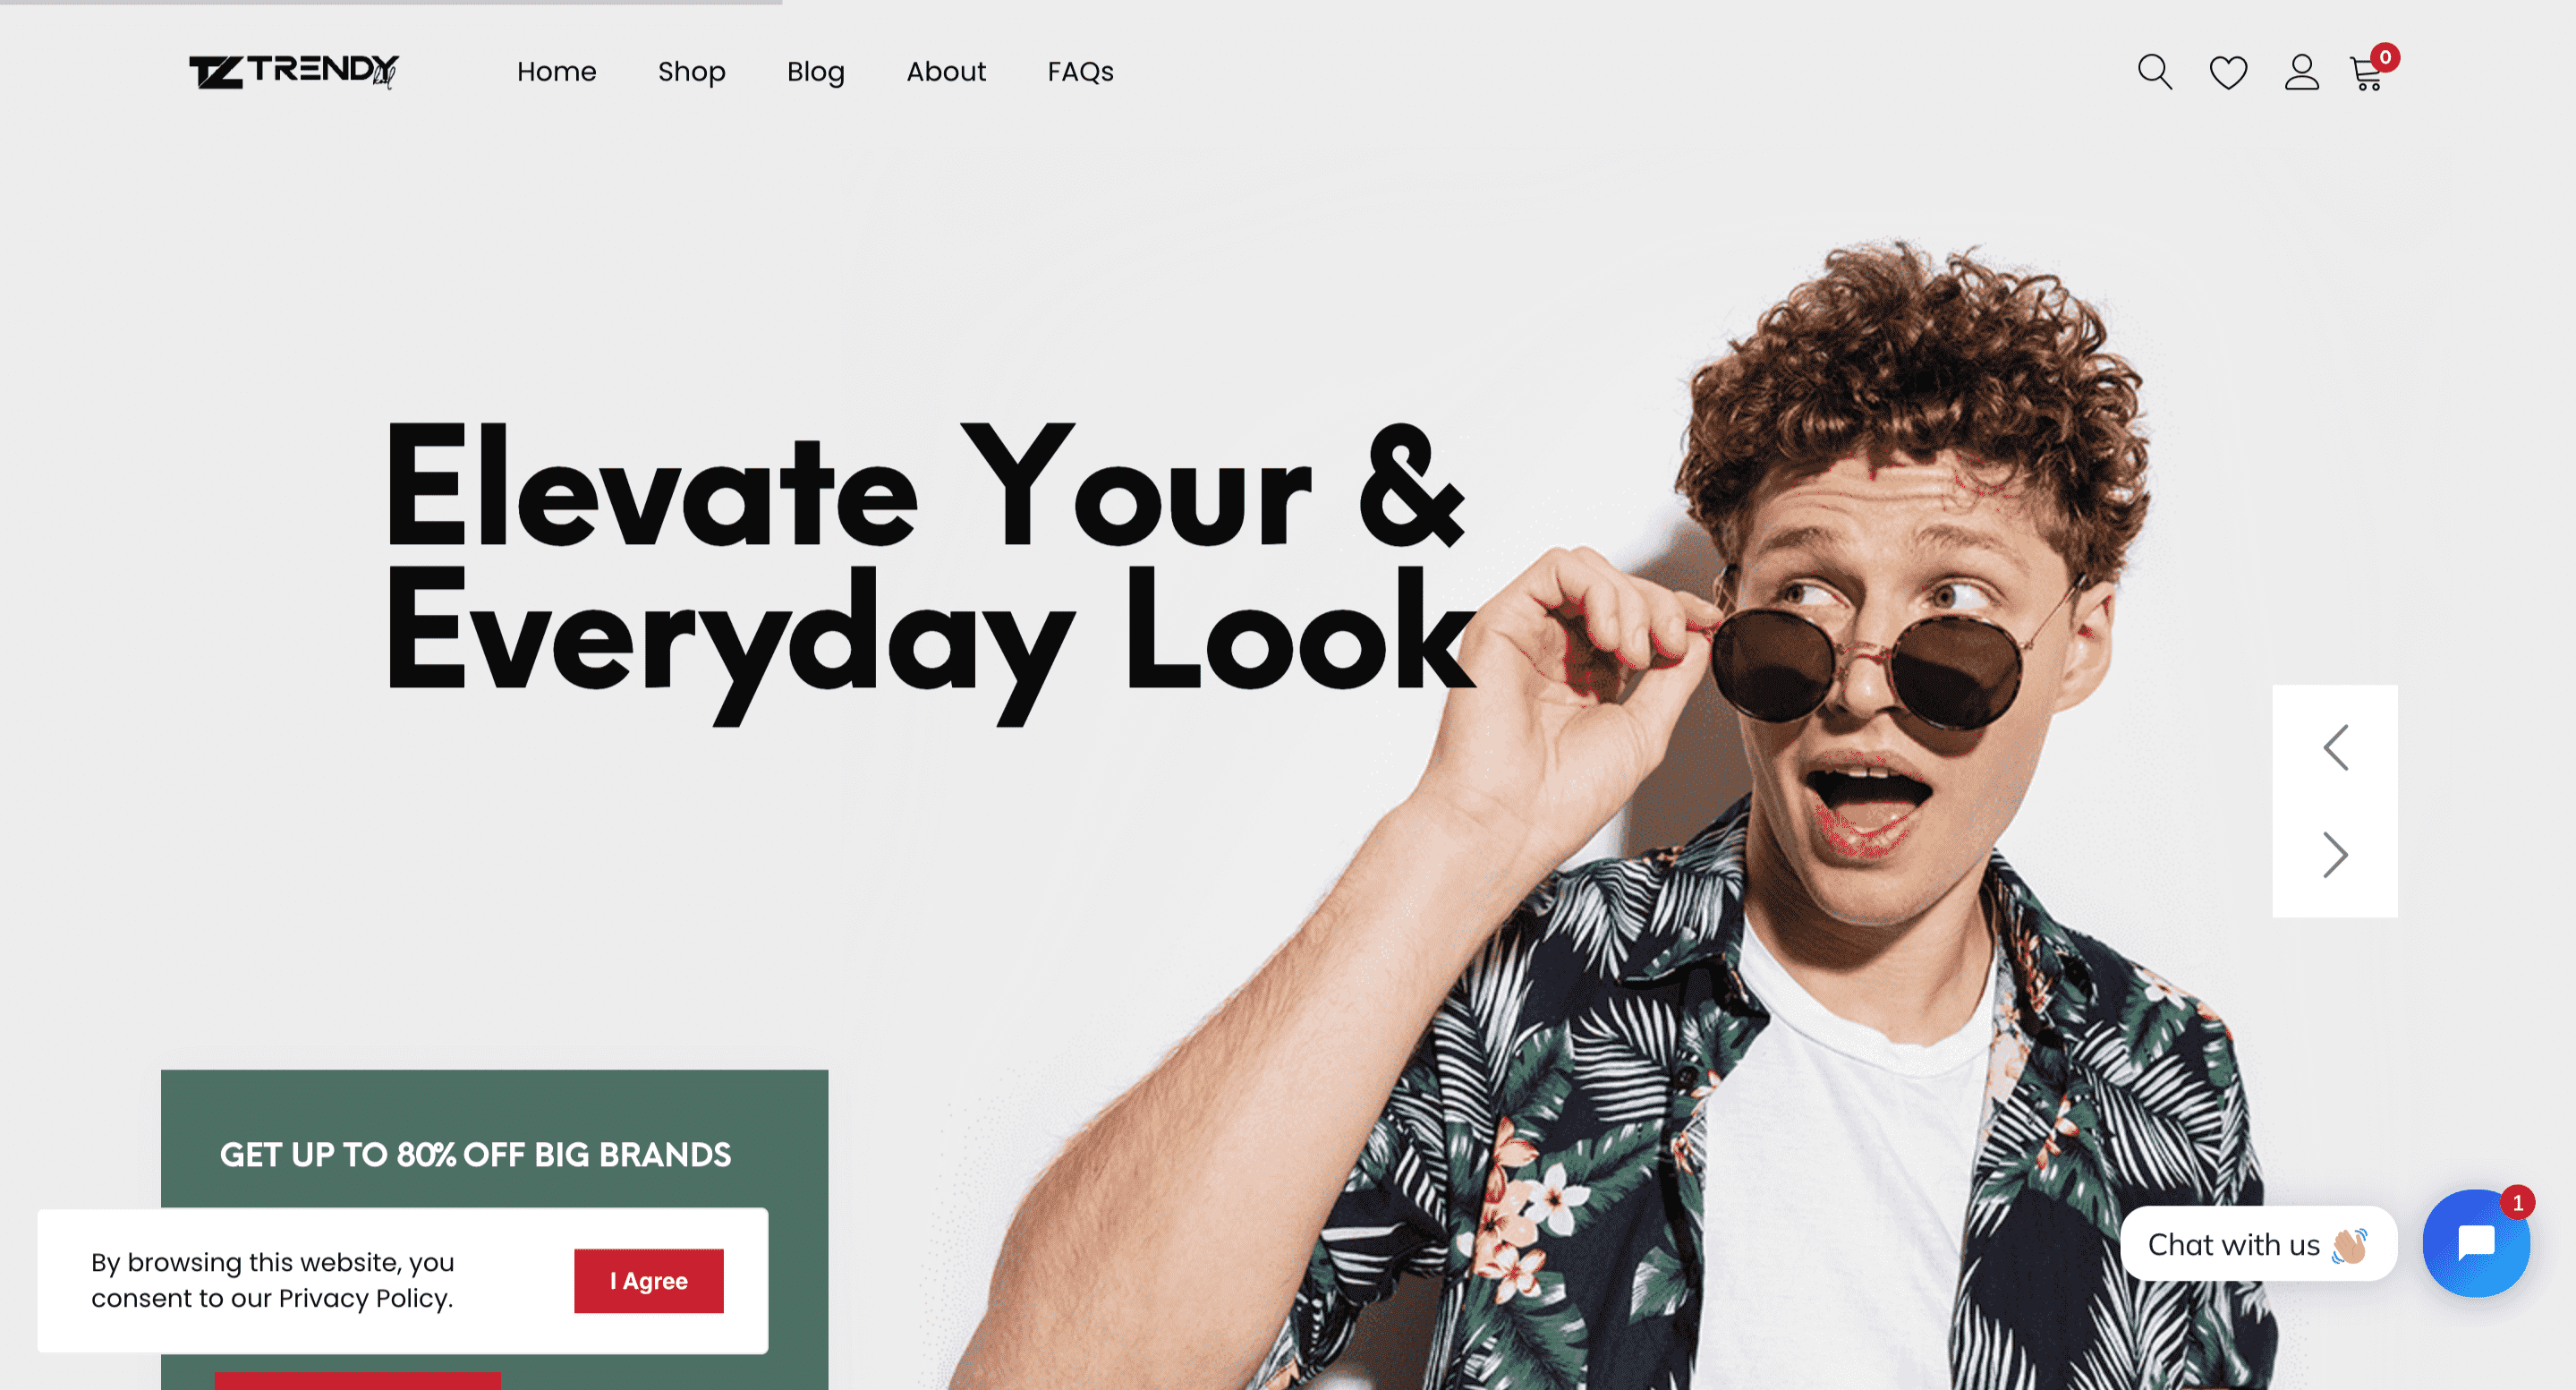 TZ TRENDY
Home
Shop
Blog
About
FAQs
0
Elevate Your &
Everyday Look
GET UP TO 80% OFF BIG BRANDS
By browsing this website, you
consent to our Privacy Policy.
I Agree
Chat with us 👋🏼
1